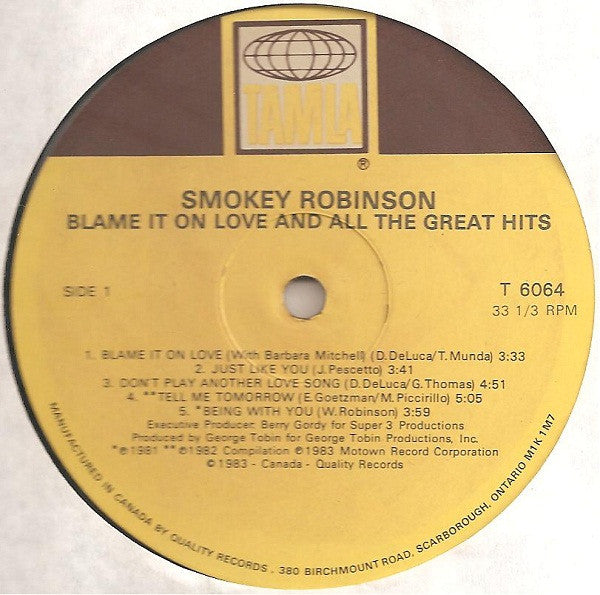 TAMLA
®
SMOKEY ROBINSON
BLAME IT ON LOVE AND ALL THE GREAT HITS
SIDE 1
T 6064
33 1/3 RPM
1. BLAME IT ON LOVE (With Barbara Mitchell) (D.DeLuca/T.Munda) 3:33
2. JUST LIKE YOU (J.Pescetto) 3:41
3. DON'T PLAY ANOTHER LOVE SONG (D.DeLuca/G.Thomas) 4:51
4. **TELL ME TOMORROW (E.Goetzman/M.Piccirillo) 5:05
5. *BEING WITH YOU (W.Robinson) 3:59
Executive Producer: Berry Gordy for Super 3 Productions
Produced by George Tobin for George Tobin Productions, Inc.
*℗1981 **℗1982 Compilation ℗1983 Motown Record Corporation
©1983 - Canada - Quality Records
MANUFACTURED IN CANADA BY QUALITY RECORDS . 380 BIRCHMOUNT ROAD, SCARBOROUGH, ONTARIO M1K 1M7